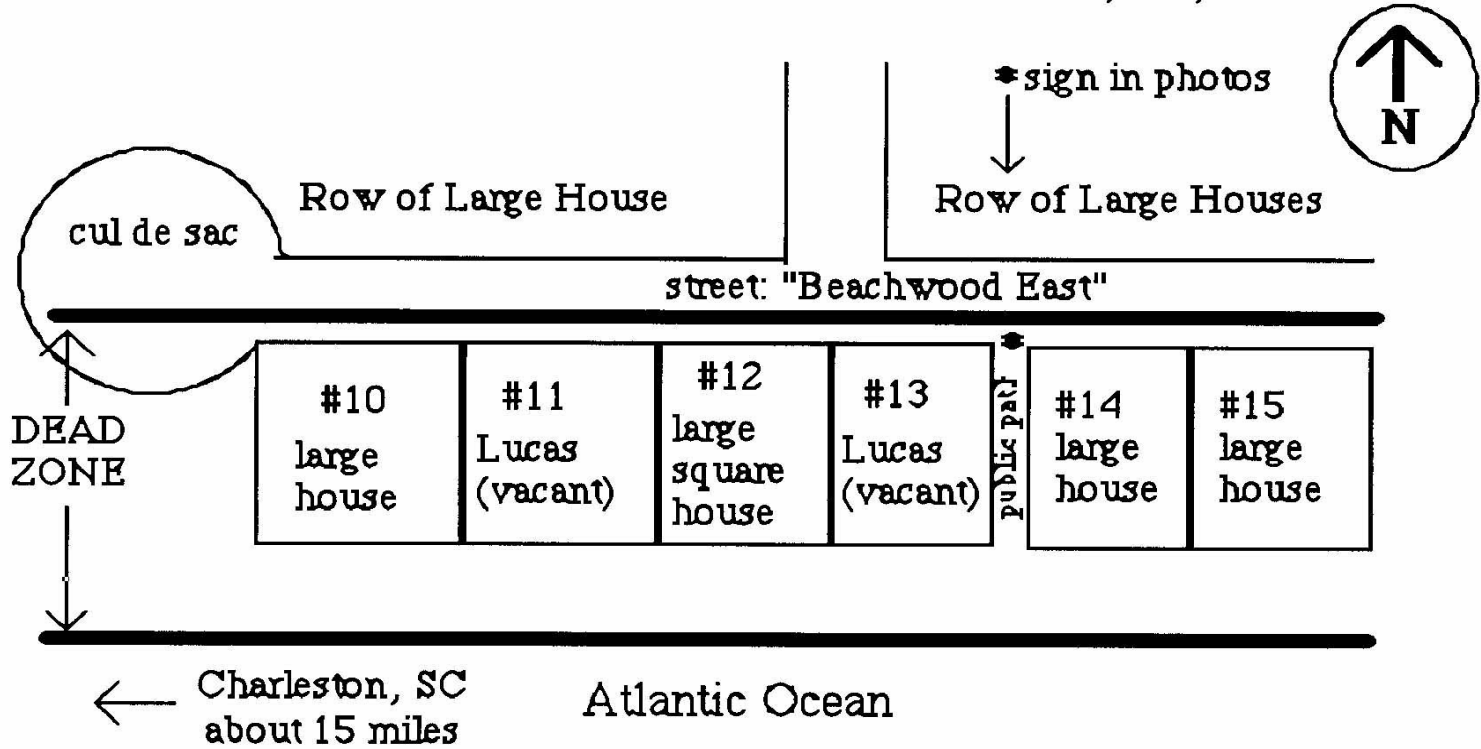 sign in photos
N
Row of Large House
Row of Large Houses
cul de sac
street: "Beachwood East"
DEAD
ZONE
#10
large
house
#11
Lucas
(vacant)
#12
large
square
house
#13
Lucas
(vacant)
public
#14
large
house
#15
large
house
Charleston, SC
about 15 miles
Atlantic Ocean